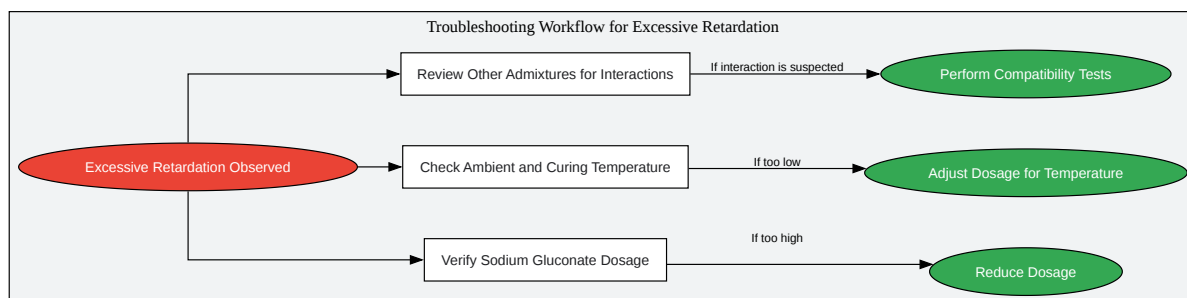 Troubleshooting Workflow for Excessive Retardation
Review Other Admixtures for Interactions
If interaction is suspected
Perform Compatibility Tests
Excessive Retardation Observed
Check Ambient and Curing Temperature
If too low
Adjust Dosage for Temperature
Verify Sodium Gluconate Dosage
If too high
Reduce Dosage